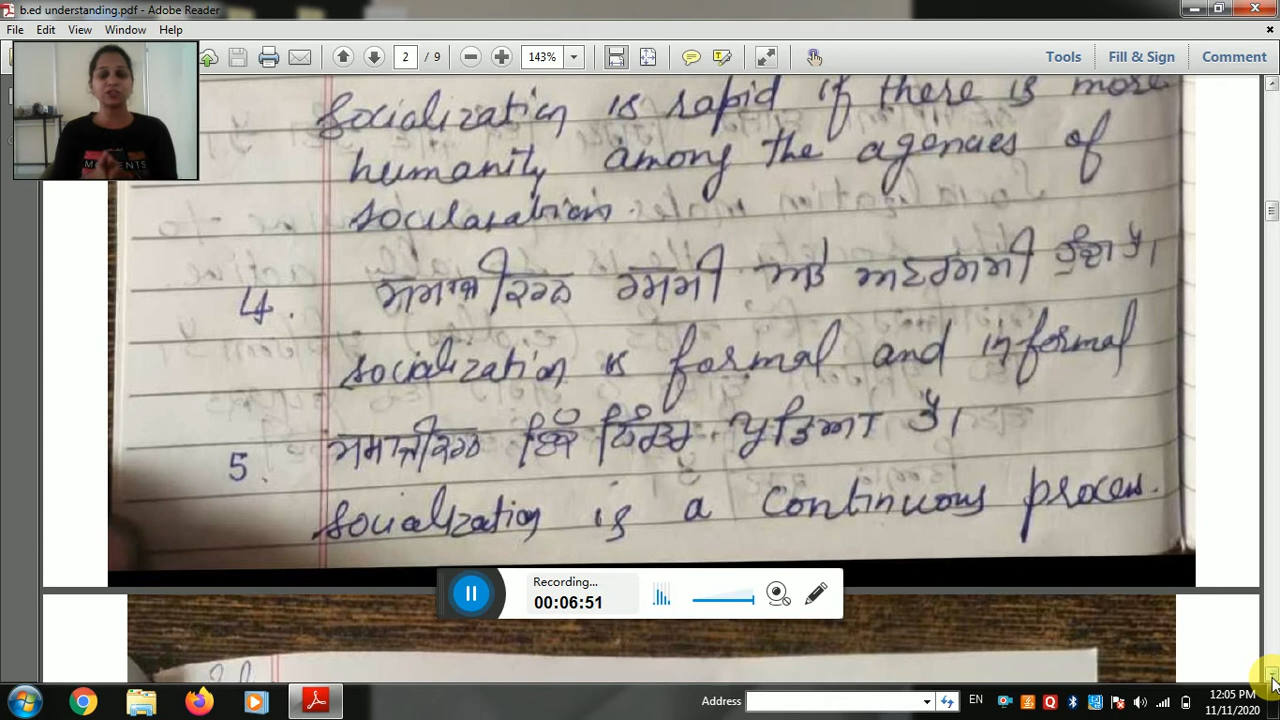 b.ed understanding.pdf - Adobe Reader
File Edit View Window Help
2 / 9 143% Tools Fill & Sign Comment
MOMENTS
Socialization is rapid if there is more
humanity among the agencies of
4. ਸਮਾਜੀਕਰਨ ਰਸਮੀ ਅਤੇ ਅਣਰਸਮੀ ਹੁੰਦਾ ਹੈ।
socialization is formal and informal
5. ਸਮਾਜੀਕਰਨ ਇੱਕ ਨਿਰੰਤਰ ਪ੍ਰਕਿਰਿਆ ਹੈ।
socialization is a continuous process.
Recording...
00:06:51
Address EN 12:05 PM
11/11/2020